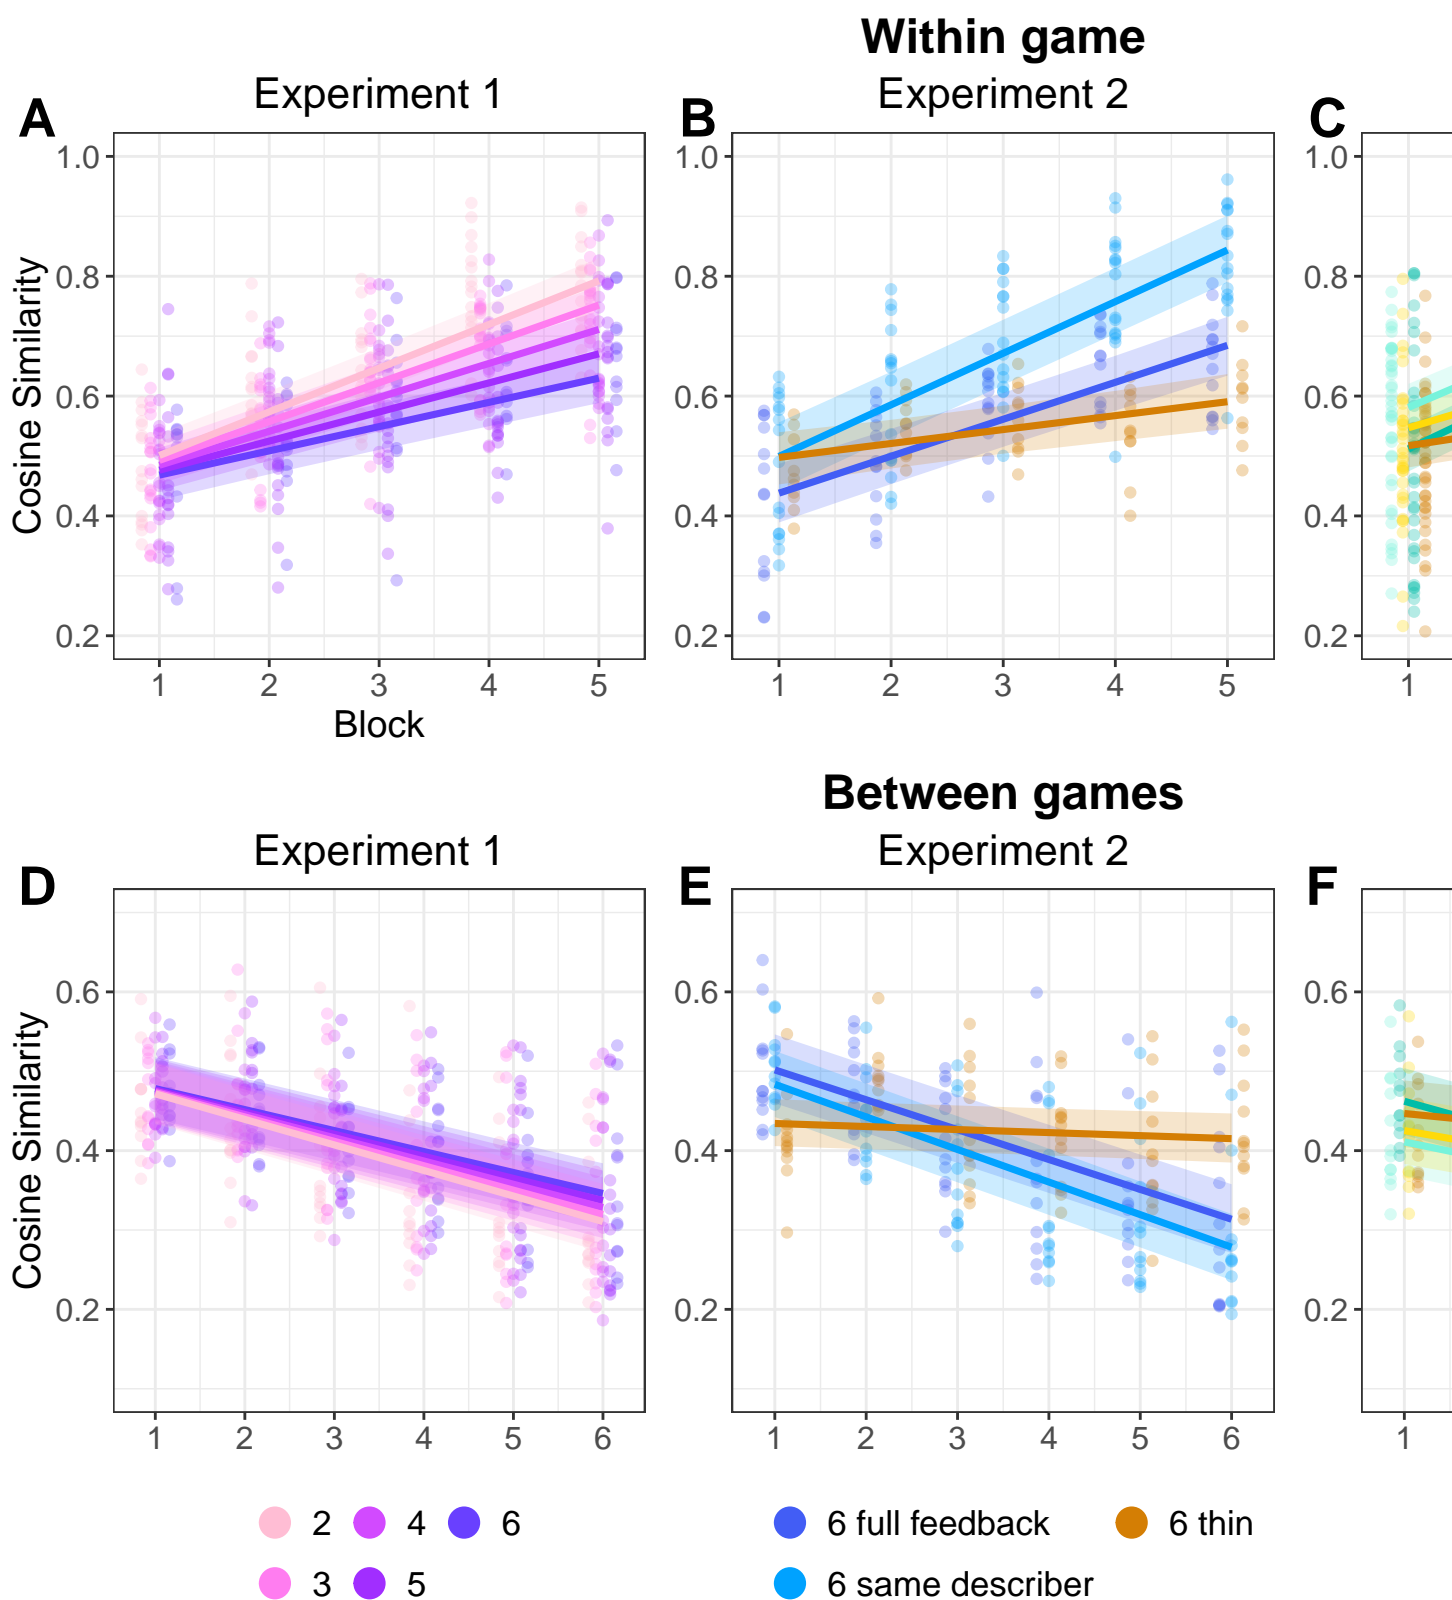 Within game
Experiment 1
Experiment 2
A
B
C
1.0
0.8
0.6
0.4
0.2
1.0
0.8
0.6
0.4
0.2
1.0
0.8
0.6
0.4
0.2
Cosine Similarity
1 2 3 4 5
1 2 3 4 5
1
Block
Between games
Experiment 1
Experiment 2
D
E
F
0.6
0.4
0.2
0.6
0.4
0.2
0.6
0.4
0.2
Cosine Similarity
1 2 3 4 5 6
1 2 3 4 5 6
1
2 4 6
3 5
6 full feedback
6 thin
6 same describer